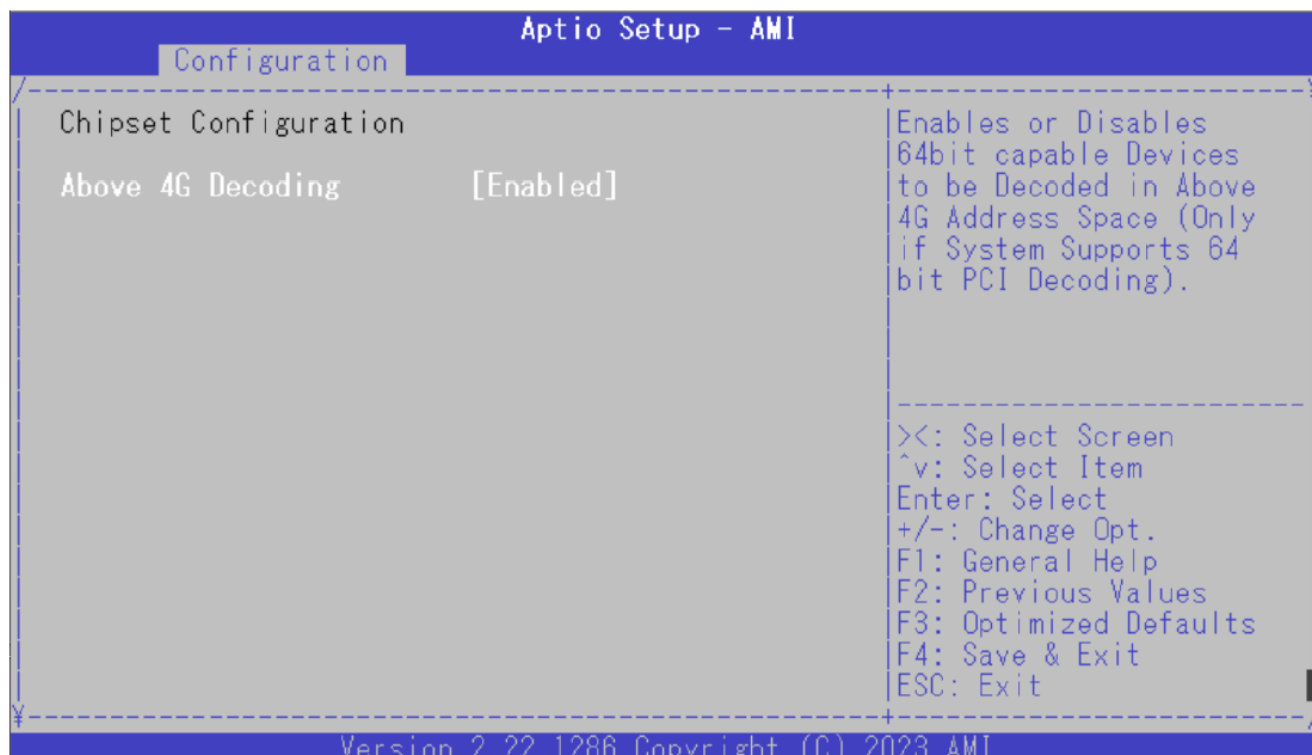 Aptio Setup - AMI
Configuration
Chipset Configuration
Above 4G Decoding [Enabled]
Enables or Disables
64bit capable Devices
to be Decoded in Above
4G Address Space (Only
if System Supports 64
bit PCI Decoding).
><: Select Screen
^v: Select Item
Enter: Select
+/-: Change Opt.
F1: General Help
F2: Previous Values
F3: Optimized Defaults
F4: Save & Exit
ESC: Exit
Version 2.22.1286 Copyright (C) 2023 AMI